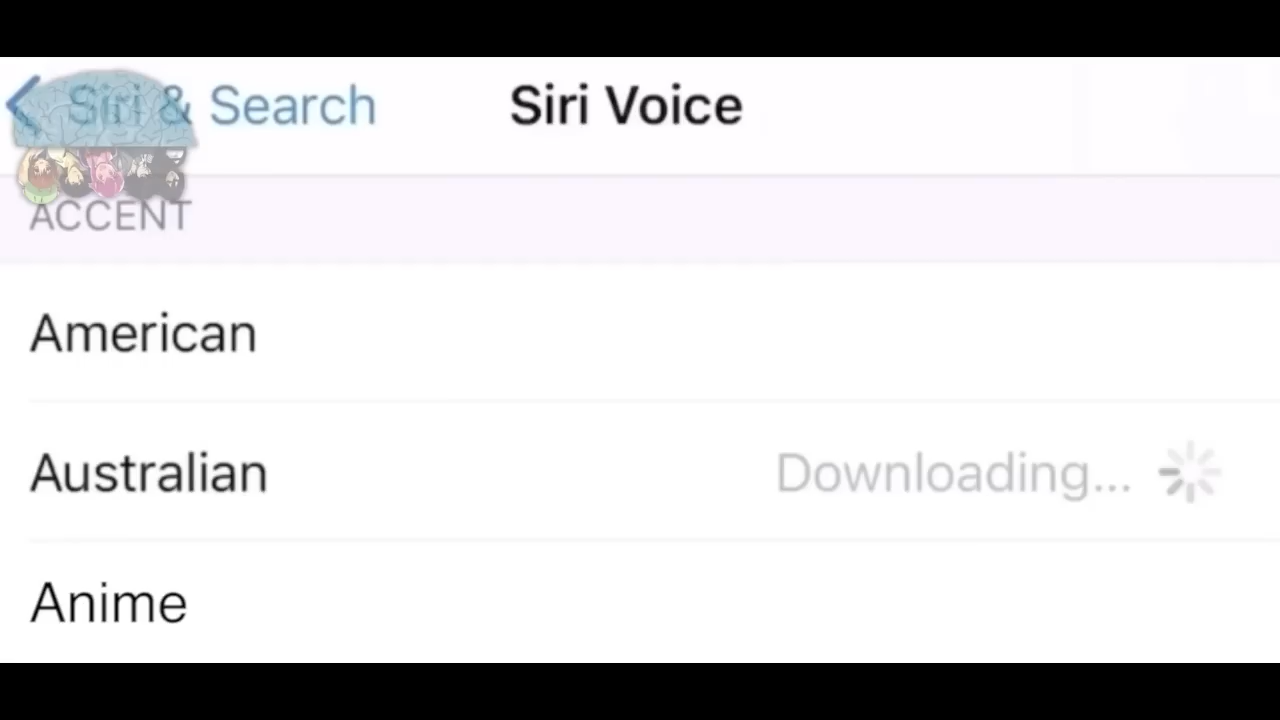 Siri & Search Siri Voice
ACCENT
American
Australian Downloading...
Anime